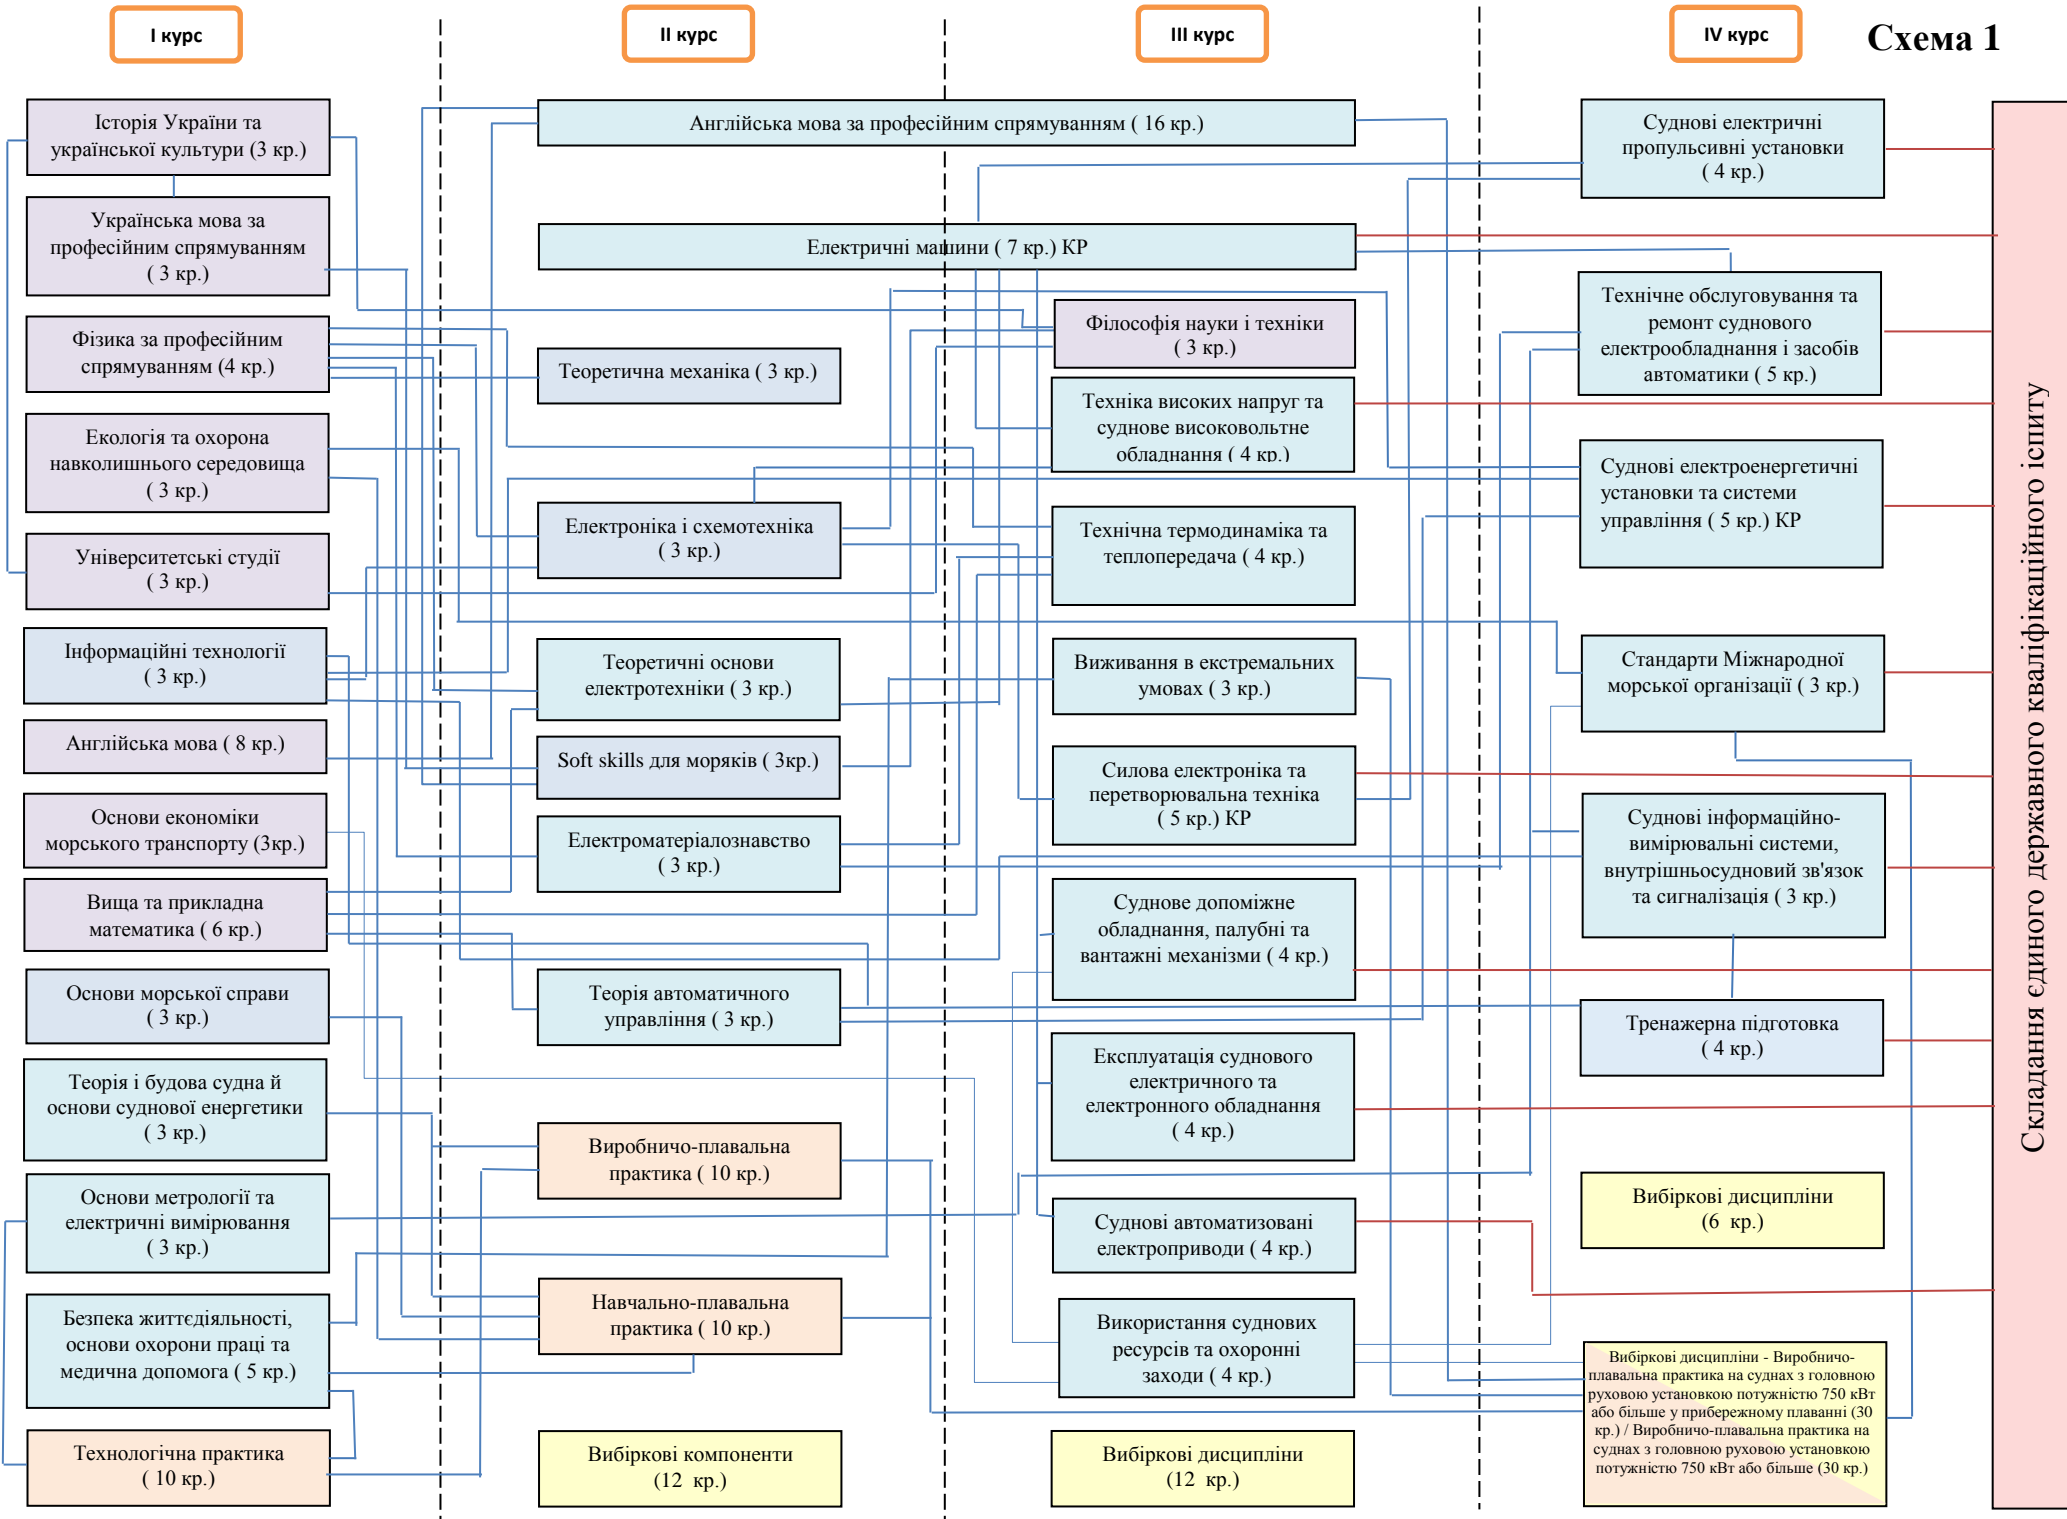 І курс
ІІ курс
ІІІ курс
IV курс
Схема 1
Історія України та
української культури (3 кр.)
Українська мова за
професійним спрямуванням
( 3 кр.)
Фізика за професійним
спрямуванням (4 кр.)
Екологія та охорона
навколишнього середовища
( 3 кр.)
Університетські студії
( 3 кр.)
Інформаційні технології
( 3 кр.)
Англійська мова ( 8 кр.)
Основи економіки
морського транспорту (3кр.)
Вища та прикладна
математика ( 6 кр.)
Основи морської справи
( 3 кр.)
Теорія і будова судна й
основи суднової енергетики
( 3 кр.)
Основи метрології та
електричні вимірювання
( 3 кр.)
Безпека життєдіяльності,
основи охорони праці та
медична допомога ( 5 кр.)
Технологічна практика
( 10 кр.)
Англійська мова за професійним спрямуванням ( 16 кр.)
Електричні машини ( 7 кр.) КР
Теоретична механіка ( 3 кр.)
Електроніка і схемотехніка
( 3 кр.)
Теоретичні основи
електротехніки ( 3 кр.)
Soft skills для моряків ( 3кр.)
Електроматеріалознавство
( 3 кр.)
Теорія автоматичного
управління ( 3 кр.)
Виробничо-плавальна
практика ( 10 кр.)
Навчально-плавальна
практика ( 10 кр.)
Вибіркові компоненти
(12 кр.)
Філософія науки і техніки
( 3 кр.)
Техніка високих напруг та
суднове високовольтне
обладнання ( 4 кр.)
Технічна термодинаміка та
теплопередача ( 4 кр.)
Виживання в екстремальних
умовах ( 3 кр.)
Силова електроніка та
перетворювальна техніка
( 5 кр.) КР
Суднове допоміжне
обладнання, палубні та
вантажні механізми ( 4 кр.)
Експлуатація суднового
електричного та
електронного обладнання
( 4 кр.)
Суднові автоматизовані
електроприводи ( 4 кр.)
Використання суднових
ресурсів та охоронні
заходи ( 4 кр.)
Вибіркові дисципліни
(12 кр.)
Суднові електричні
пропульсивні установки
( 4 кр.)
Технічне обслуговування та
ремонт суднового
електрообладнання і засобів
автоматики ( 5 кр.)
Суднові електроенергетичні
установки та системи
управління ( 5 кр.) КР
Стандарти Міжнародної
морської організації ( 3 кр.)
Суднові інформаційно-
вимірювальні системи,
внутрішньосудновий зв'язок
та сигналізація ( 3 кр.)
Тренажерна підготовка
( 4 кр.)
Вибіркові дисципліни
(6 кр.)
Вибіркові дисципліни - Виробничо-
плавальна практика на суднах з головною
руховою установкою потужністю 750 кВт
або більше у прибережному плаванні (30
кр.) / Виробничо-плавальна практика на
суднах з головною руховою установкою
потужністю 750 кВт або більше (30 кр.)
Складання єдиного державного кваліфікаційного іспиту